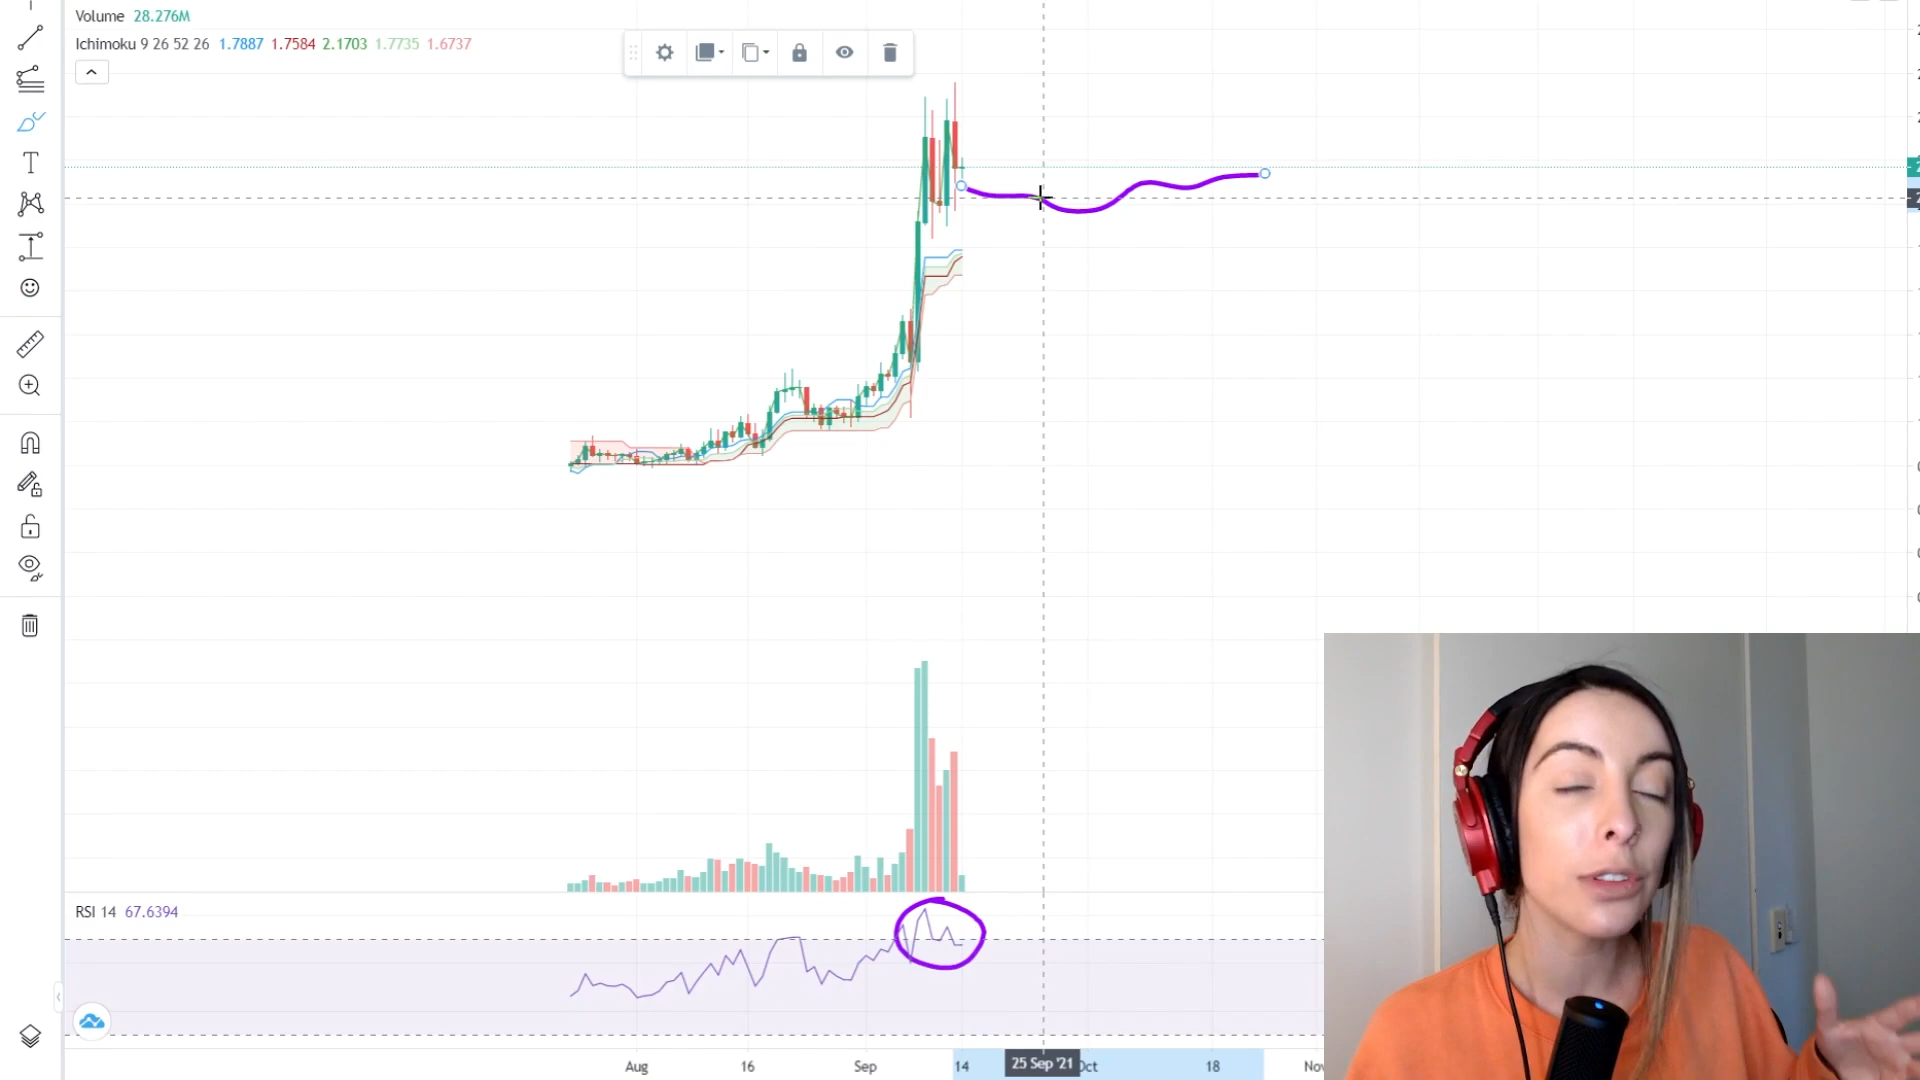 Volume 28.276M
Ichimoku 9 26 52 26 1.7887 1.7584 2.1703 1.7735 1.6737
RSI 14 67.6394
Aug 16 Sep 14 25 Sep '21 Oct 18